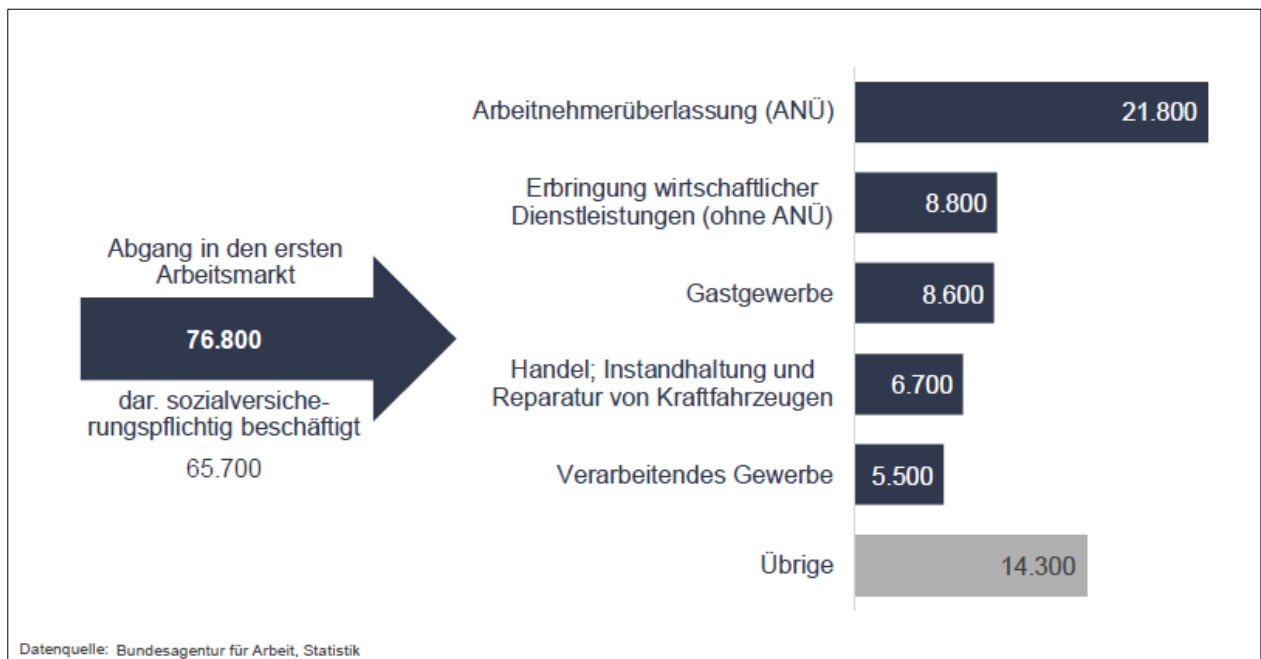 Abgang in den ersten
Arbeitsmarkt
76.800
dar. sozialversiche-
rungspflichtig beschäftigt
65.700
Arbeitnehmerüberlassung (ANÜ)
21.800
Erbringung wirtschaftlicher
Dienstleistungen (ohne ANÜ)
8.800
Gastgewerbe
8.600
Handel; Instandhaltung und
Reparatur von Kraftfahrzeugen
6.700
Verarbeitendes Gewerbe
5.500
Übrige
14.300
Datenquelle: Bundesagentur für Arbeit, Statistik